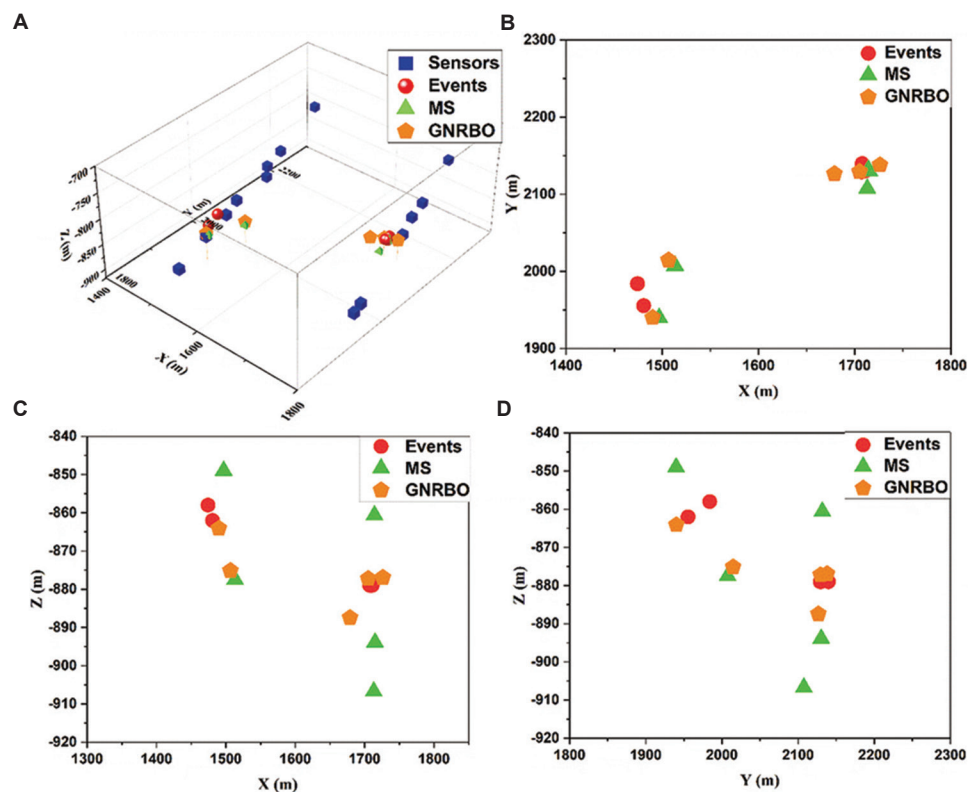 A
Sensors
Events
MS
GNRBO
-700
-750
-800
-850
-900
1400
1600
1800
X (m)
1800
2200
Y (m)
B
Events
MS
GNRBO
2300
2200
2100
2000
1900
Y (m)
1400 1500 1600 1700 1800
X (m)
C
Events
MS
GNRBO
-840
-850
-860
-870
-880
-890
-900
-910
-920
Z (m)
1300 1400 1500 1600 1700 1800
X (m)
D
Events
MS
GNRBO
-840
-850
-860
-870
-880
-890
-900
-910
-920
Z (m)
1800 1900 2000 2100 2200 2300
Y (m)